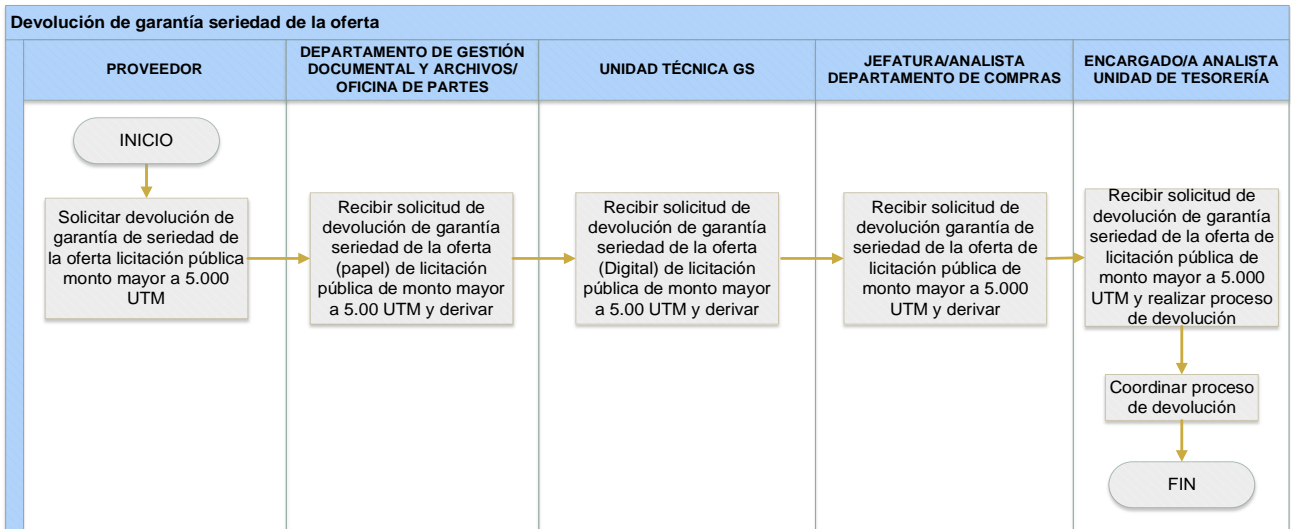 Devolución de garantía seriedad de la oferta
PROVEEDOR
DEPARTAMENTO DE GESTIÓN
DOCUMENTAL Y ARCHIVOS/
OFICINA DE PARTES
UNIDAD TÉCNICA GS
JEFATURA/ANALISTA
DEPARTAMENTO DE COMPRAS
ENCARGADO/A ANALISTA
UNIDAD DE TESORERÍA
INICIO
Solicitar devolución de
garantía de seriedad de
la oferta licitación pública
monto mayor a 5.000
UTM
Recibir solicitud de
devolución de garantía
seriedad de la oferta
(papel) de licitación
pública de monto mayor
a 5.00 UTM y derivar
Recibir solicitud de
devolución de garantía
seriedad de la oferta
(Digital) de licitación
pública de monto mayor
a 5.00 UTM y derivar
Recibir solicitud de
devolución garantía de
seriedad de la oferta de
licitación pública de
monto mayor a 5.000
UTM y derivar
Recibir solicitud de
devolución de garantía
seriedad de la oferta de
licitación pública de
monto mayor a 5.000
UTM y realizar proceso
de devolución
Coordinar proceso
de devolución
FIN